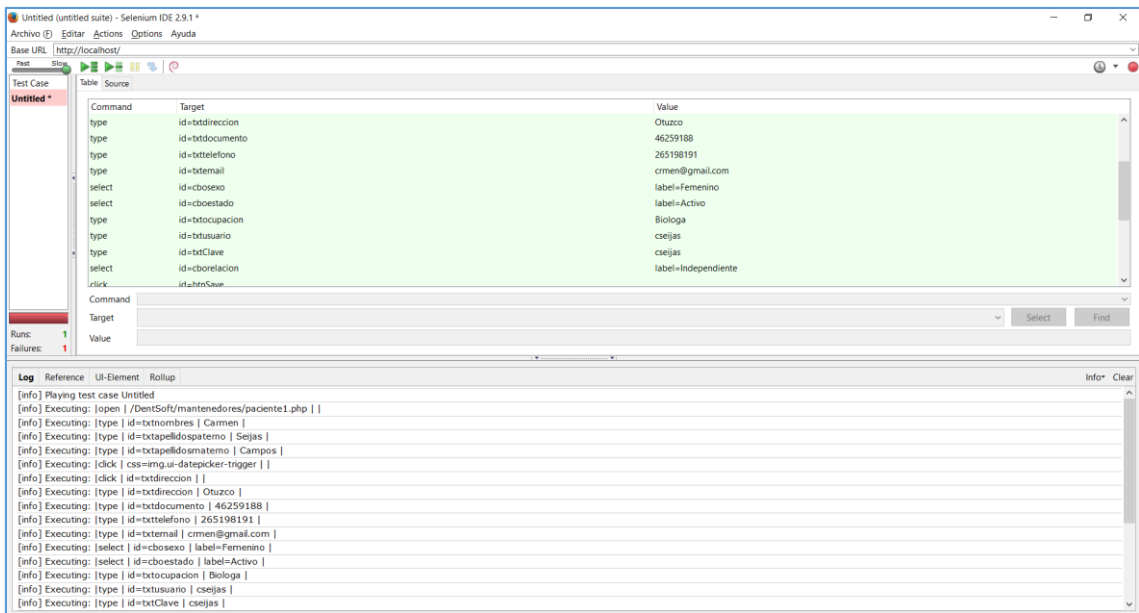 Untitled (untitled suite) - Selenium IDE 2.9.1 *
Archivo (F) Editar Actions Options Ayuda
Base URL http://localhost/
Fast Slow
Test Case Table Source
Untitled *
Command Target Value
type id=txtdireccion Otuzco
type id=txtdocumento 46259188
type id=txttelefono 265198191
type id=txtemail crmen@gmail.com
select id=cbosexo label=Femenino
select id=cboestado label=Activo
type id=txtocupacion Biologa
type id=txtusuario cseijas
type id=txtClave cseijas
select id=cborelacion label=Independiente
click id=btnSave
Command
Target Select Find
Value
Runs: 1
Failures: 1
Log Reference UI-Element Rollup Info Clear
[info] Playing test case Untitled
[info] Executing: |open | /DentSoft/mantenedores/paciente1.php | |
[info] Executing: |type | id=txtnombres | Carmen |
[info] Executing: |type | id=txtapellidospaterno | Seijas |
[info] Executing: |type | id=txtapellidosmaterno | Campos |
[info] Executing: |click | css=img.ui-datepicker-trigger | |
[info] Executing: |click | id=txtdireccion | |
[info] Executing: |type | id=txtdireccion | Otuzco |
[info] Executing: |type | id=txtdocumento | 46259188 |
[info] Executing: |type | id=txttelefono | 265198191 |
[info] Executing: |type | id=txtemail | crmen@gmail.com |
[info] Executing: |select | id=cbosexo | label=Femenino |
[info] Executing: |select | id=cboestado | label=Activo |
[info] Executing: |type | id=txtocupacion | Biologa |
[info] Executing: |type | id=txtusuario | cseijas |
[info] Executing: |type | id=txtClave | cseijas |